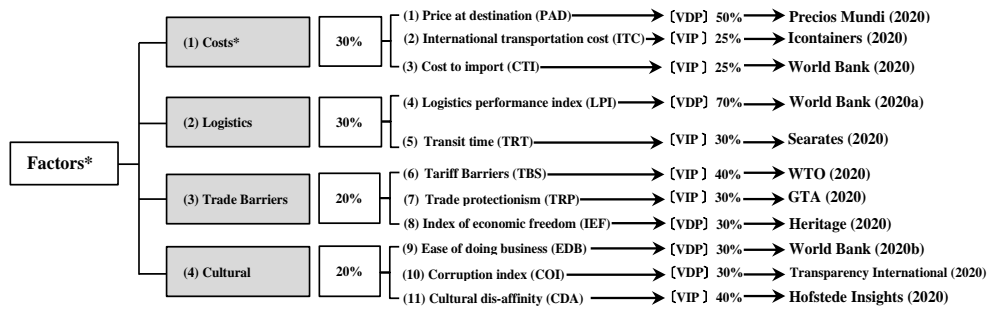 Factors*
(1) Costs*
30%
(1) Price at destination (PAD) 〔VDP〕 50% Precios Mundi (2020)
(2) International transportation cost (ITC) 〔VIP〕 25% Icontainers (2020)
(3) Cost to import (CTI) 〔VIP〕 25% World Bank (2020)
(2) Logistics
30%
(4) Logistics performance index (LPI) 〔VDP〕 70% World Bank (2020a)
(5) Transit time (TRT) 〔VIP〕 30% Searates (2020)
(3) Trade Barriers
20%
(6) Tariff Barriers (TBS) 〔VIP〕 40% WTO (2020)
(7) Trade protectionism (TRP) 〔VIP〕 30% GTA (2020)
(8) Index of economic freedom (IEF) 〔VDP〕 30% Heritage (2020)
(4) Cultural
20%
(9) Ease of doing business (EDB) 〔VDP〕 30% World Bank (2020b)
(10) Corruption index (COI) 〔VDP〕 30% Transparency International (2020)
(11) Cultural dis-affinity (CDA) 〔VIP〕 40% Hofstede Insights (2020)